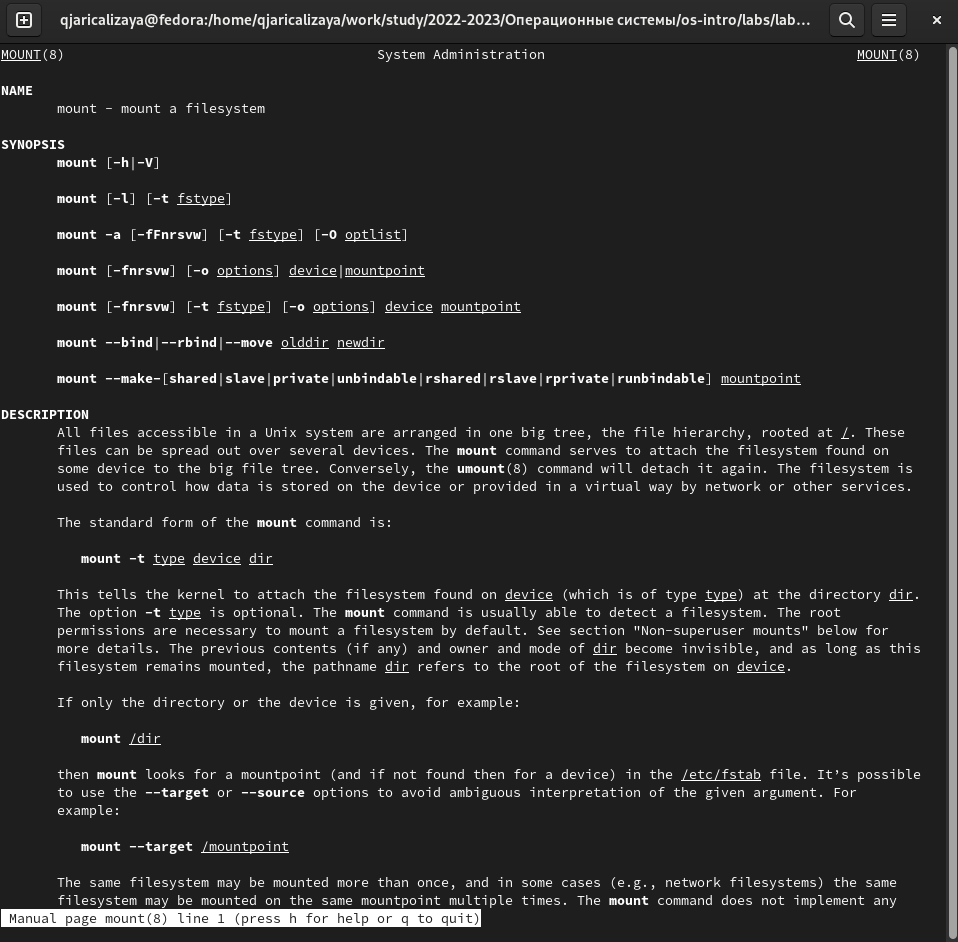 qjaricalizaya@fedora:/home/qjaricalizaya/work/study/2022-2023/Операционные системы/os-intro/labs/lab...
MOUNT(8) System Administration MOUNT(8)
NAME
mount - mount a filesystem
SYNOPSIS
mount [-h|-V]
mount [-l] [-t fstype]
mount -a [-fFnrsvw] [-t fstype] [-O optlist]
mount [-fnrsvw] [-o options] device|mountpoint
mount [-fnrsvw] [-t fstype] [-o options] device mountpoint
mount --bind|--rbind|--move olddir newdir
mount --make-[shared|slave|private|unbindable|rshared|rslave|rprivate|runbindable] mountpoint
DESCRIPTION
All files accessible in a Unix system are arranged in one big tree, the file hierarchy, rooted at /. These
files can be spread out over several devices. The mount command serves to attach the filesystem found on
some device to the big file tree. Conversely, the umount(8) command will detach it again. The filesystem is
used to control how data is stored on the device or provided in a virtual way by network or other services.
The standard form of the mount command is:
mount -t type device dir
This tells the kernel to attach the filesystem found on device (which is of type type) at the directory dir.
The option -t type is optional. The mount command is usually able to detect a filesystem. The root
permissions are necessary to mount a filesystem by default. See section "Non-superuser mounts" below for
more details. The previous contents (if any) and owner and mode of dir become invisible, and as long as this
filesystem remains mounted, the pathname dir refers to the root of the filesystem on device.
If only the directory or the device is given, for example:
mount /dir
then mount looks for a mountpoint (and if not found then for a device) in the /etc/fstab file. It’s possible
to use the --target or --source options to avoid ambiguous interpretation of the given argument. For
example:
mount --target /mountpoint
The same filesystem may be mounted more than once, and in some cases (e.g., network filesystems) the same
filesystem may be mounted on the same mountpoint multiple times. The mount command does not implement any
Manual page mount(8) line 1 (press h for help or q to quit)